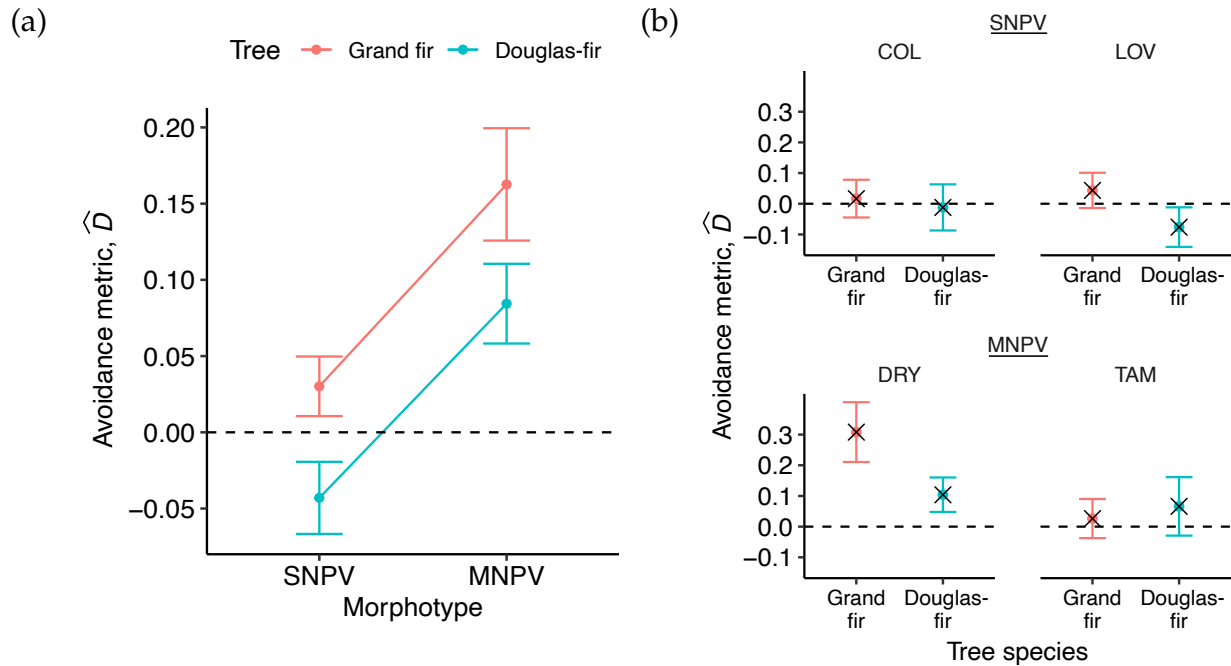 (a)
Tree Grand fir Douglas-fir
Avoidance metric, D̂
0.20
0.15
0.10
0.05
0.00
−0.05
SNPV MNPV
Morphotype
(b)
SNPV
COL LOV
Avoidance metric, D̂
0.3
0.2
0.1
0.0
−0.1
Grand fir Douglas-fir Grand fir Douglas-fir
MNPV
DRY TAM
0.3
0.2
0.1
0.0
−0.1
Grand fir Douglas-fir Grand fir Douglas-fir
Tree species